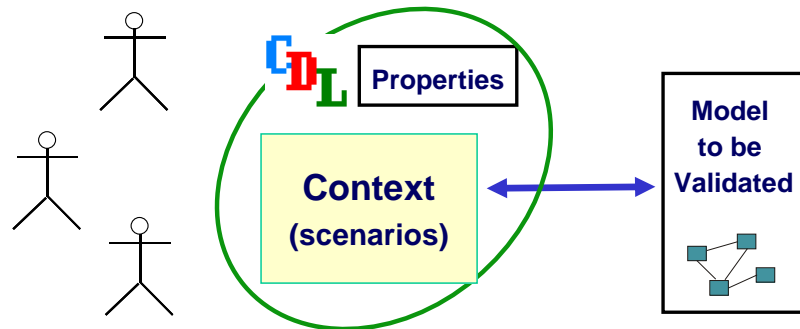 CDL
Properties
Context
(scenarios)
Model
to be
Validated